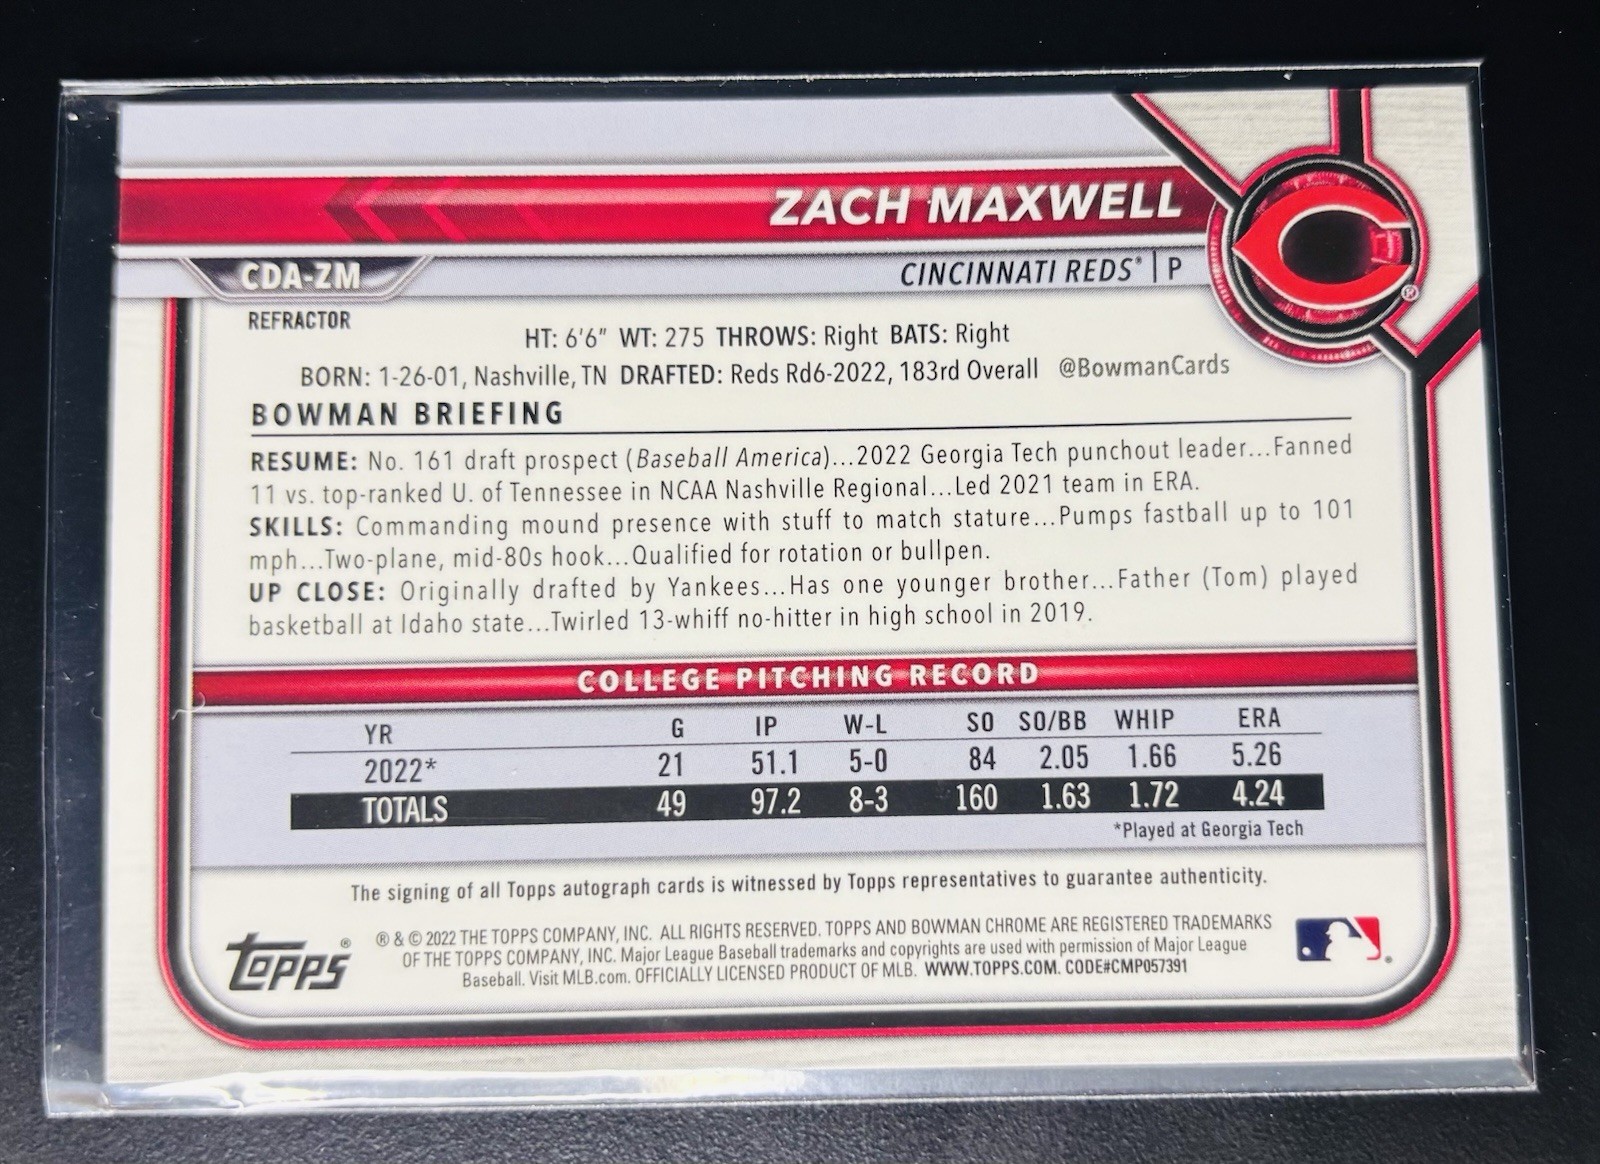 ZACH MAXWELL
CDA-ZM
CINCINNATI REDS® | P
®
REFRACTOR
HT: 6'6" WT: 275 THROWS: Right BATS: Right
BORN: 1-26-01, Nashville, TN DRAFTED: Reds Rd6-2022, 183rd Overall @BowmanCards
BOWMAN BRIEFING
RESUME: No. 161 draft prospect (Baseball America)...2022 Georgia Tech punchout leader...Fanned
11 vs. top-ranked U. of Tennessee in NCAA Nashville Regional...Led 2021 team in ERA.
SKILLS: Commanding mound presence with stuff to match stature...Pumps fastball up to 101
mph...Two-plane, mid-80s hook...Qualified for rotation or bullpen.
UP CLOSE: Originally drafted by Yankees...Has one younger brother...Father (Tom) played
basketball at Idaho state...Twirled 13-whiff no-hitter in high school in 2019.
COLLEGE PITCHING RECORD
YR G IP W-L SO SO/BB WHIP ERA
2022* 21 51.1 5-0 84 2.05 1.66 5.26
TOTALS 49 97.2 8-3 160 1.63 1.72 4.24
*Played at Georgia Tech
The signing of all Topps autograph cards is witnessed by Topps representatives to guarantee authenticity.
TOPPS®
® & © 2022 THE TOPPS COMPANY, INC. ALL RIGHTS RESERVED. TOPPS AND BOWMAN CHROME ARE REGISTERED TRADEMARKS
OF THE TOPPS COMPANY, INC. Major League Baseball trademarks and copyrights are used with permission of Major League
Baseball. Visit MLB.com. OFFICIALLY LICENSED PRODUCT OF MLB. WWW.TOPPS.COM. CODE#CMP057391